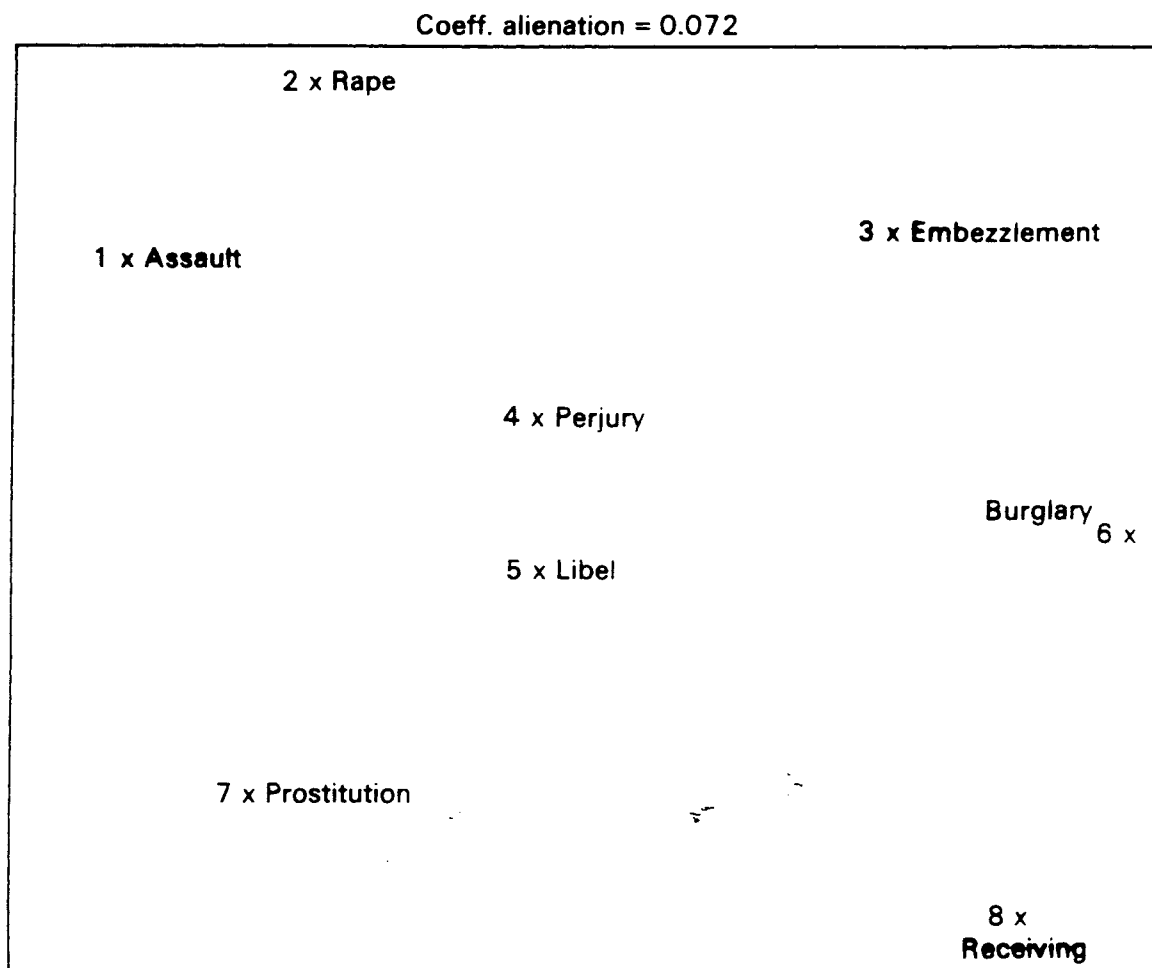 Coeff. alienation = 0.072
2 x Rape
3 x Embezzlement
1 x Assault
4 x Perjury
Burglary
6 x
5 x Libel
7 x Prostitution
8 x
Receiving